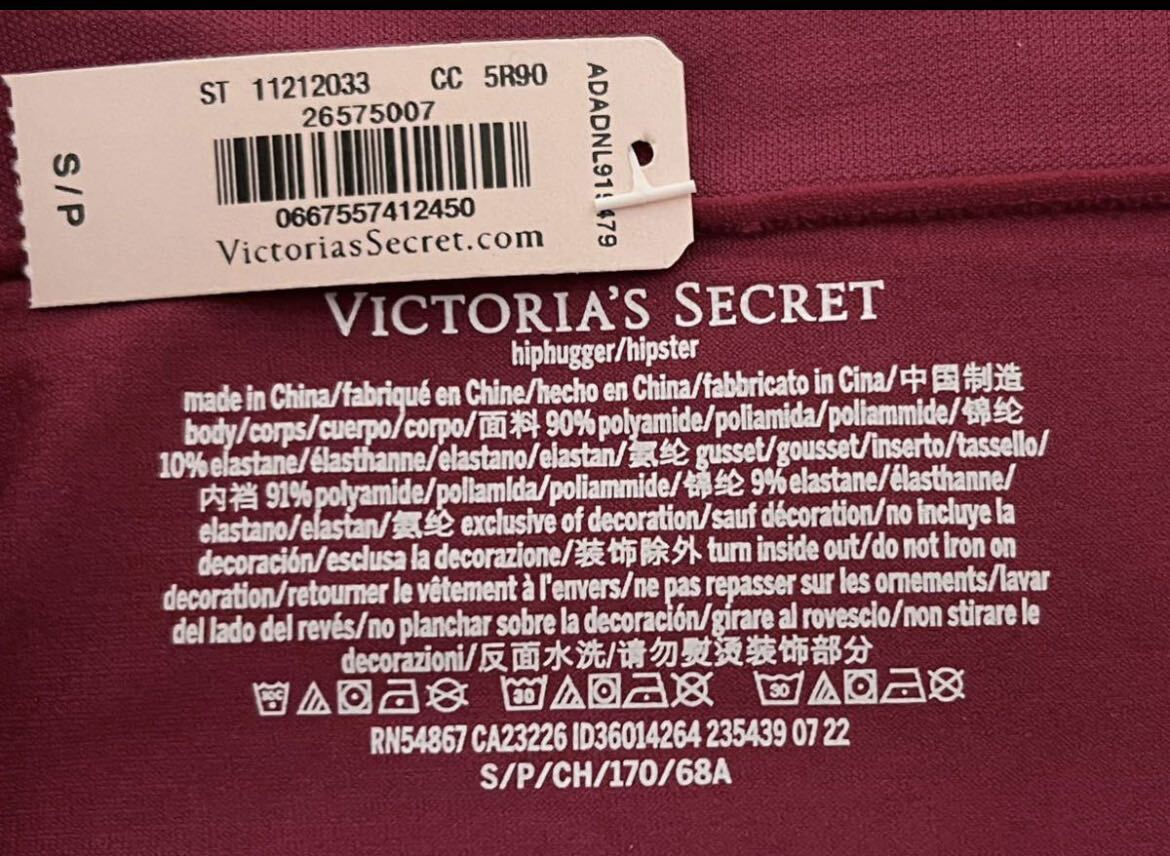 ST 11212033 CC 5R90
26575007
0667557412450
VictoriasSecret.com
S/P
VICTORIA'S SECRET
hiphugger/hipster
made in China/fabriqué en Chine/hecho en China/fabbricato in Cina/中国制造
body/corps/cuerpo/corpo/面料 90% polyamide/poliamida/poliammide/锦纶
10% elastane/élasthanne/elastano/elastan/氨纶 gusset/gousset/inserto/tassello/
内裆 91% polyamide/poliamida/poliammide/锦纶 9% elastane/élasthanne/
elastano/elastan/氨纶 exclusive of decoration/sauf décoration/no incluye la
decoración/esclusa la decorazione/装饰除外 turn inside out/do not iron on
decoration/retourner le vêtement à l'envers/ne pas repasser sur les ornements/lavar
del lado del revés/no planchar sobre la decoración/girare al rovescio/non stirare le
decorazioni/反面水洗/请勿熨烫装饰部分
30 30
RN54867 CA23226 ID36014264 235439 07 22
S/P/CH/170/68A